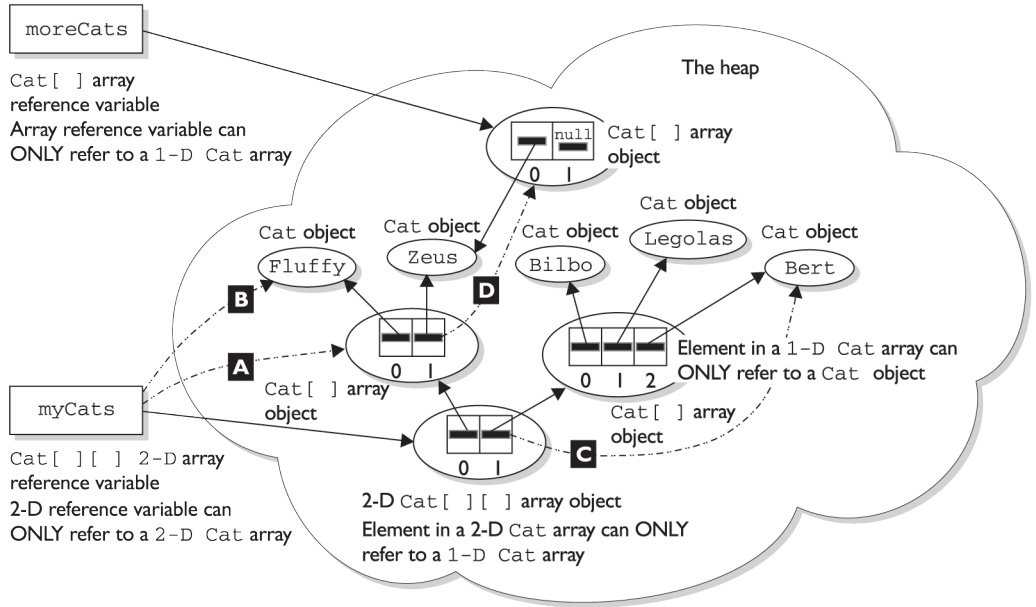 moreCats
Cat[ ] array
reference variable
Array reference variable can
ONLY refer to a 1-D Cat array
The heap
null
0 1
Cat[ ] array
object
Cat object
Fluffy
Cat object
Zeus
Cat object
Bilbo
Cat object
Legolas
Cat object
Bert
B
D
A
0 1
Cat[ ] array
object
0 1 2
Element in a 1-D Cat array can
ONLY refer to a Cat object
Cat[ ] array
object
myCats
Cat[ ][ ] 2-D array
reference variable
2-D reference variable can
ONLY refer to a 2-D Cat array
0 1
C
2-D Cat[ ][ ] array object
Element in a 2-D Cat array can ONLY
refer to a 1-D Cat array